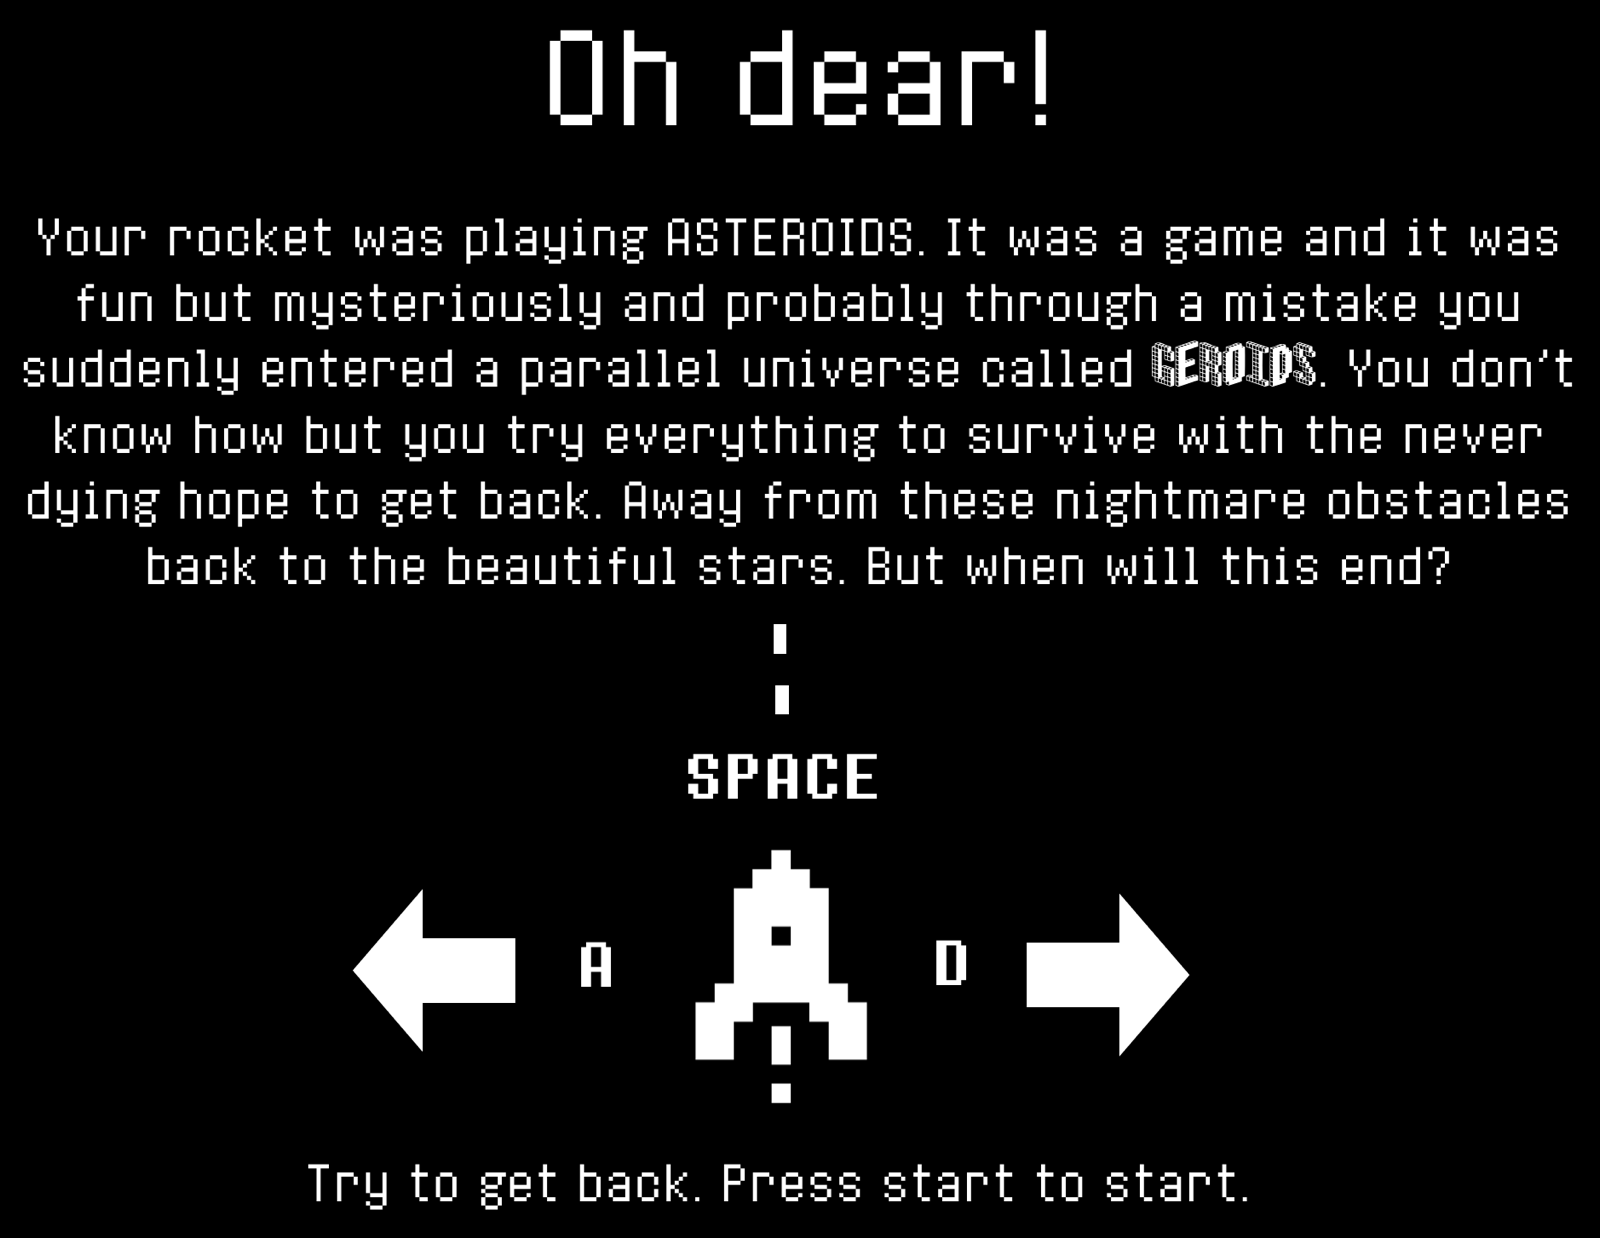 Oh dear!
Your rocket was playing ASTEROIDS. It was a game and it was
fun but mysteriously and probably through a mistake you
suddenly entered a parallel universe called GEROIDS. You don't
know how but you try everything to survive with the never
dying hope to get back. Away from these nightmare obstacles
back to the beautiful stars. But when will this end?
SPACE
A D
Try to get back. Press start to start.